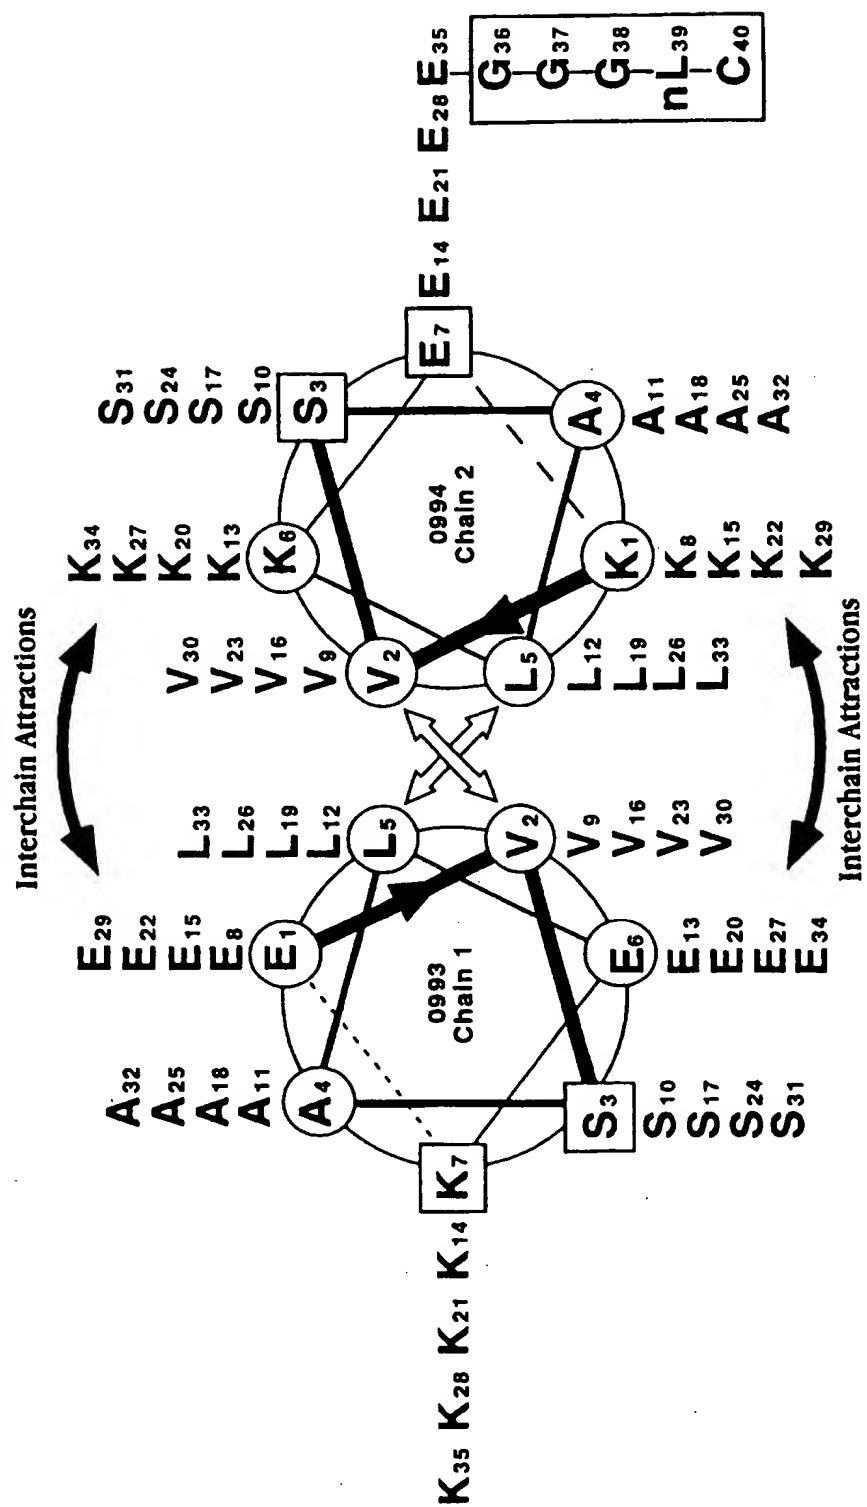 Interchain Attractions
A32
A25
A18
A11
A4
E29
E22
E15
E8
E1
L33
L26
L19
L12
L5
K35 K28 K21 K14 K7
0993
Chain 1
S3
S10
S17
S24
S31
E6
E13
E20
E27
E34
V2
V9
V16
V23
V30
V30
V23
V16
V9
V2
K34
K27
K20
K13
K6
S31
S24
S17
S10
S3
0994
Chain 2
E7 E14 E21 E28 E35
G36
G37
G38
nL39
C40
L5
L12
L19
L26
L33
K1
K8
K15
K22
K29
A4
A11
A18
A25
A32
Interchain Attractions